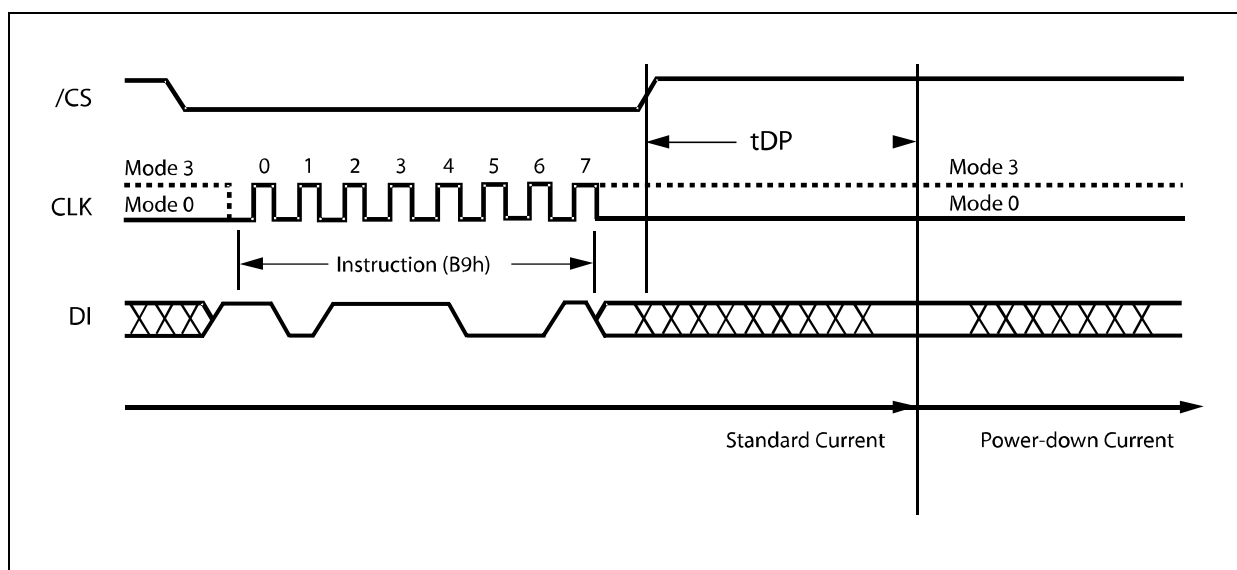 /CS
tDP
Mode 3 0 1 2 3 4 5 6 7 Mode 3
CLK Mode 0 Mode 0
Instruction (B9h)
DI
Standard Current Power-down Current